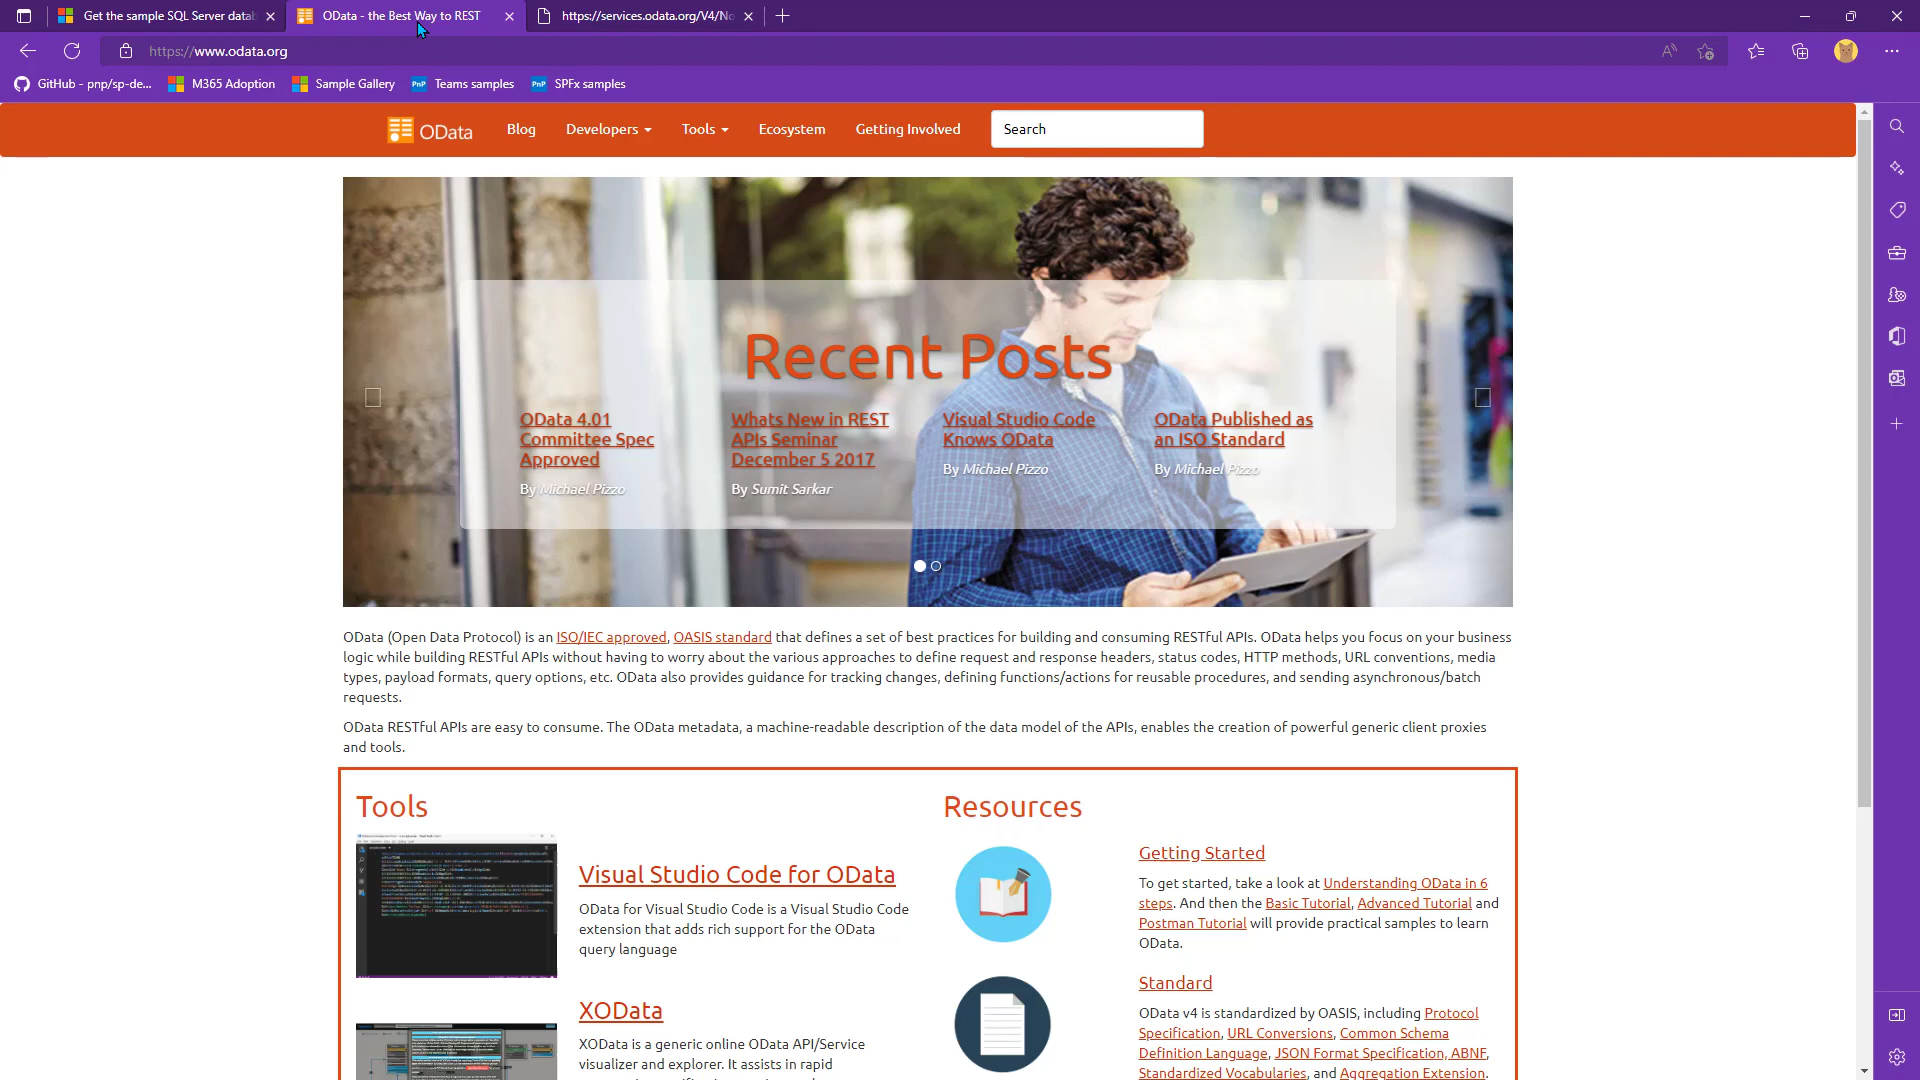 Get the sample SQL Server datab
OData - the Best Way to REST
https://services.odata.org/V4/No
https://www.odata.org
GitHub - pnp/sp-de...
M365 Adoption
Sample Gallery
PnP Teams samples
PnP SPFx samples
OData
Blog
Developers
Tools
Ecosystem
Getting Involved
Search
Recent Posts
OData 4.01
Committee Spec
Approved
By Michael Pizzo
Whats New in REST
APIs Seminar
December 5 2017
By Sumit Sarkar
Visual Studio Code
Knows OData
By Michael Pizzo
OData Published as
an ISO Standard
By Michael Pizzo
OData (Open Data Protocol) is an ISO/IEC approved, OASIS standard that defines a set of best practices for building and consuming RESTful APIs. OData helps you focus on your business
logic while building RESTful APIs without having to worry about the various approaches to define request and response headers, status codes, HTTP methods, URL conventions, media
types, payload formats, query options, etc. OData also provides guidance for tracking changes, defining functions/actions for reusable procedures, and sending asynchronous/batch
requests.
OData RESTful APIs are easy to consume. The OData metadata, a machine-readable description of the data model of the APIs, enables the creation of powerful generic client proxies
and tools.
Tools
Visual Studio Code for OData
OData for Visual Studio Code is a Visual Studio Code
extension that adds rich support for the OData
query language
XOData
XOData is a generic online OData API/Service
visualizer and explorer. It assists in rapid
Resources
Getting Started
To get started, take a look at Understanding OData in 6
steps. And then the Basic Tutorial, Advanced Tutorial and
Postman Tutorial will provide practical samples to learn
OData.
Standard
OData v4 is standardized by OASIS, including Protocol
Specification, URL Conventions, Common Schema
Definition Language, JSON Format Specification, ABNF,
Standardized Vocabularies, and Aggregation Extension.